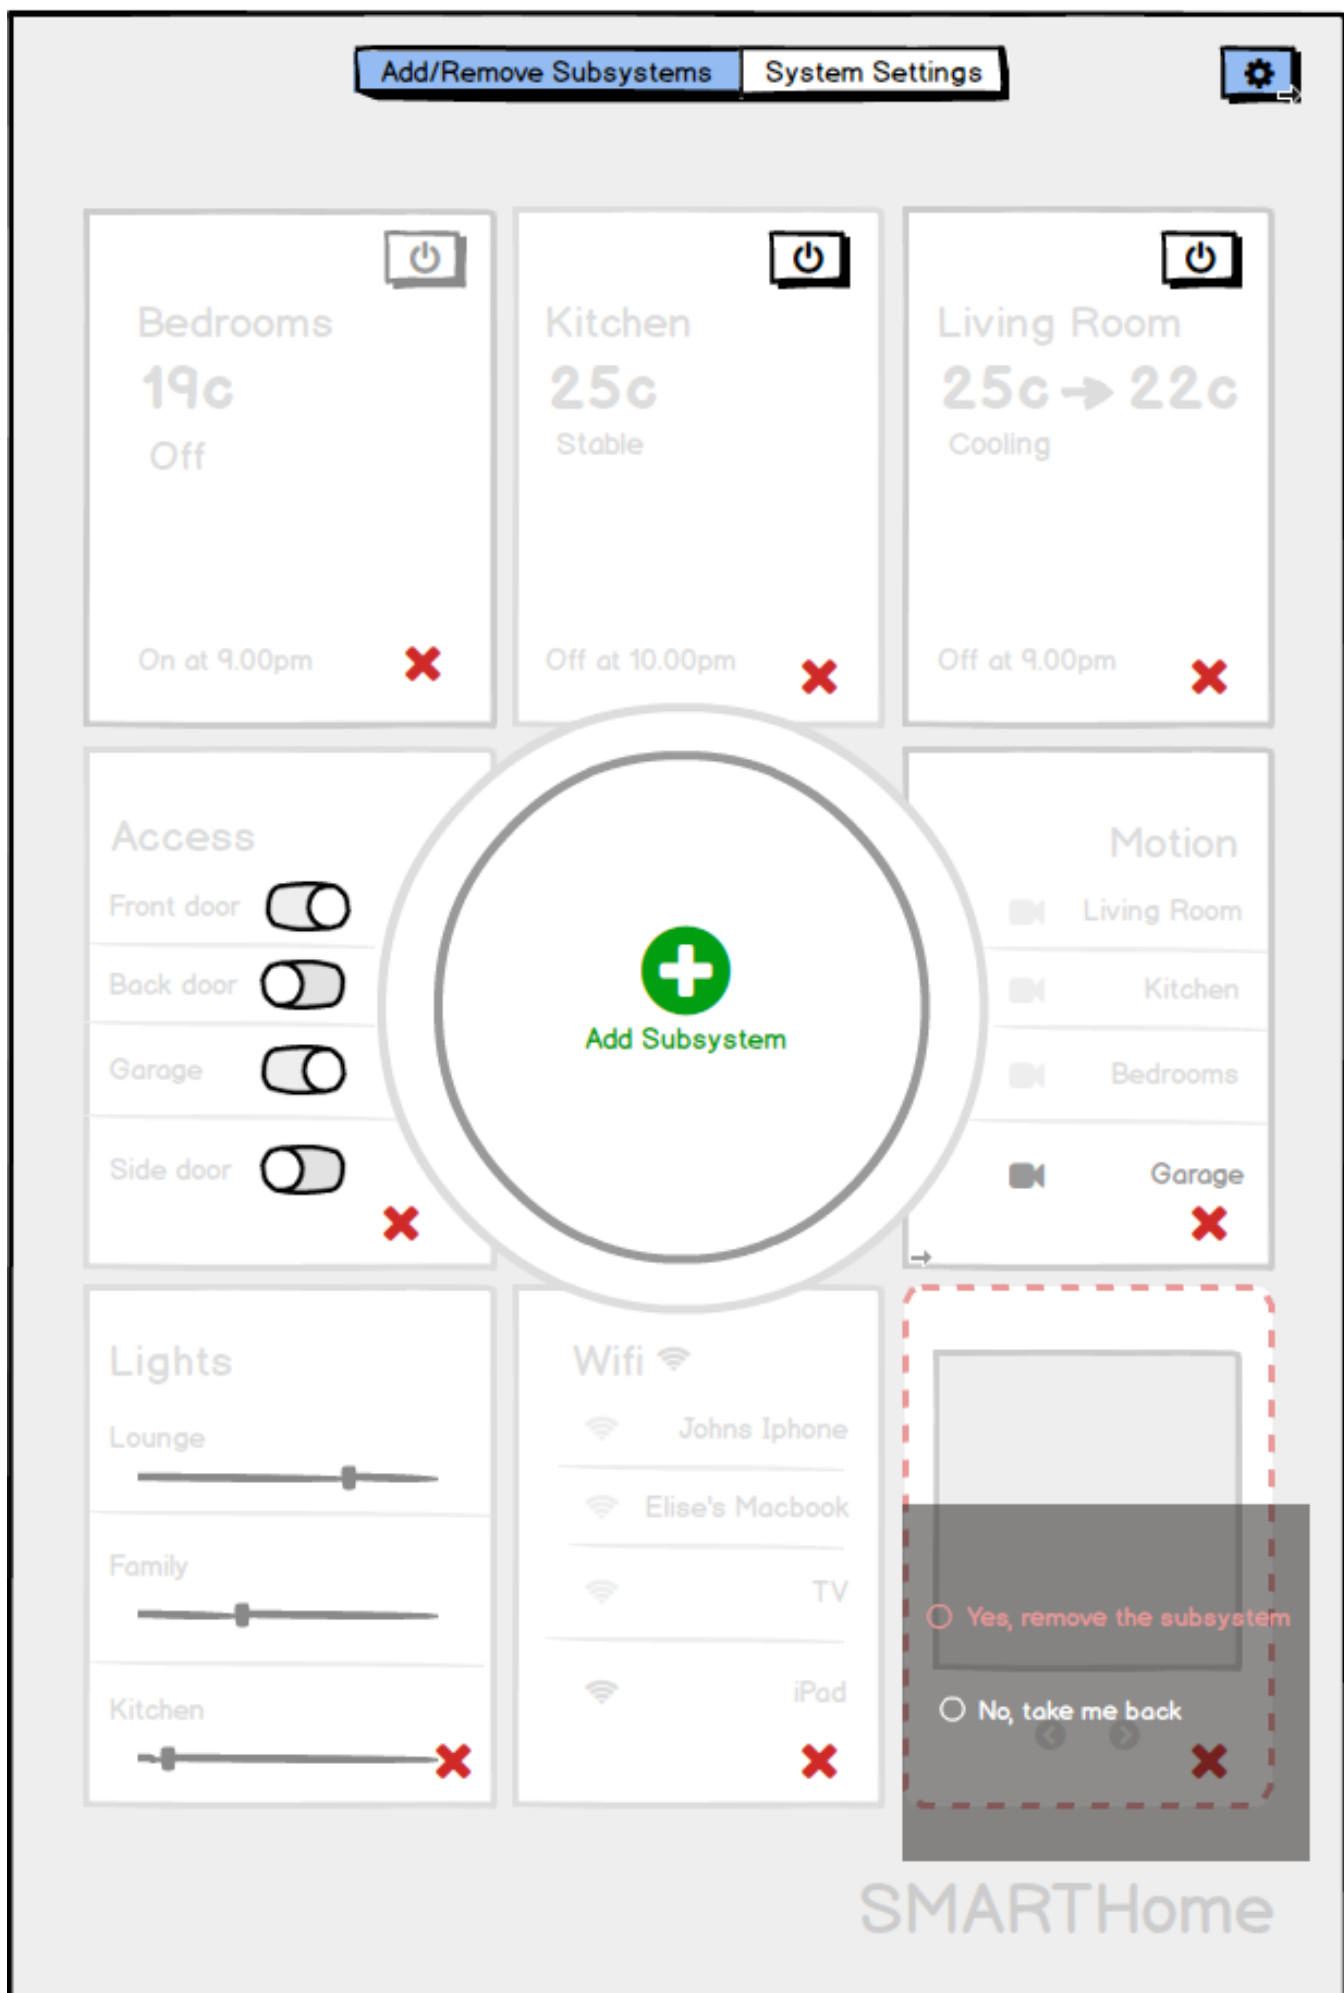 Add/Remove Subsystems
System Settings
Bedrooms
19c
Off
On at 9.00pm
Kitchen
25c
Stable
Off at 10.00pm
Living Room
25c 22c
Cooling
Off at 9.00pm
Access
Front door
Back door
Garage
Side door
Add Subsystem
Motion
Living Room
Kitchen
Bedrooms
Garage
Lights
Lounge
Family
Kitchen
Wifi
Johns Iphone
Elise's Macbook
TV
iPad
Yes, remove the subsystem
No, take me back
SMARTHome